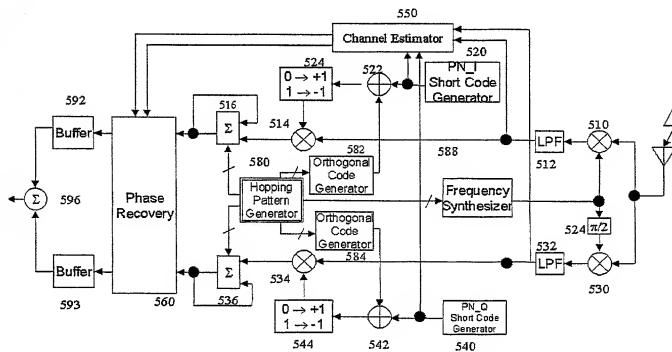 550
Channel Estimator
520
524
522
PN_I
Short Code
Generator
0 → +1
1 → -1
592
Buffer
516
Σ
514
510
512
LPF
582
588
580
Orthogonal
Code
Generator
Σ
596
Phase
Recovery
Hopping
Pattern
Generator
Frequency
Synthesizer
Orthogonal
Code
Generator
524
π/2
584
532
LPF
530
Buffer
593
560
Σ
536
534
0 → +1
1 → -1
544
542
PN_Q
Short Code
Generator
540